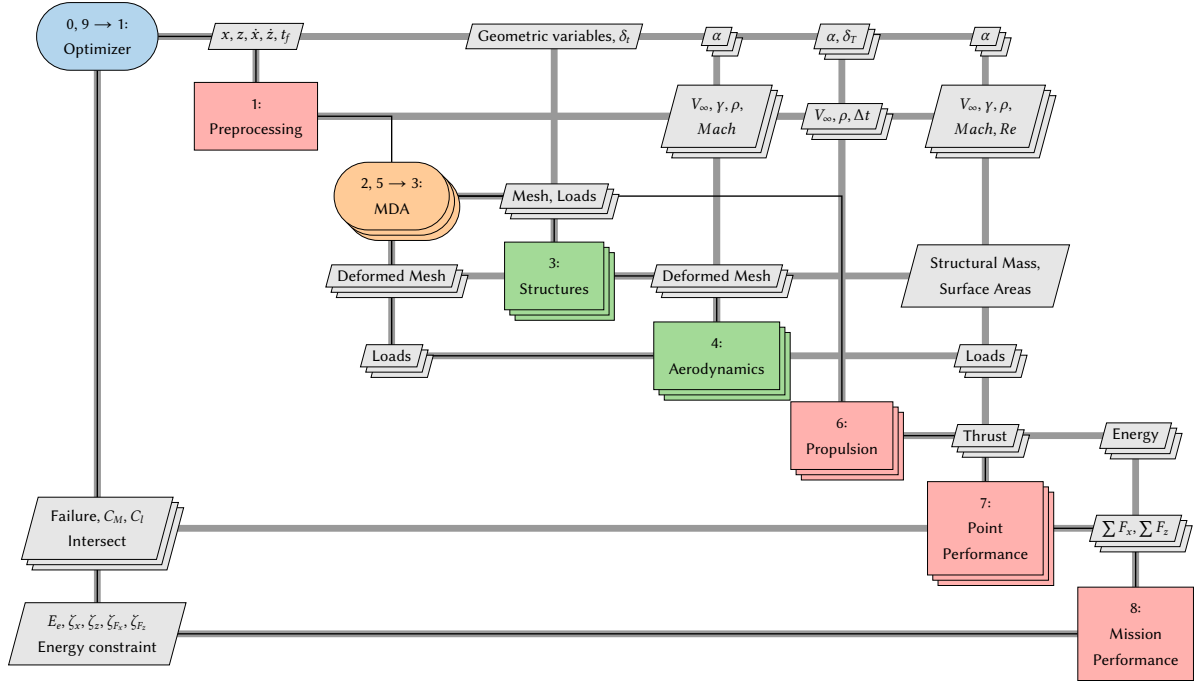 0, 9 → 1:
Optimizer
x, z, ẋ, ż, t_f
Geometric variables, δ_t
α
α, δ_T
α
1:
Preprocessing
V_∞, γ, ρ,
Mach
V_∞, ρ, Δt
V_∞, γ, ρ,
Mach, Re
2, 5 → 3:
MDA
Mesh, Loads
Deformed Mesh
3:
Structures
Deformed Mesh
Structural Mass,
Surface Areas
Loads
4:
Aerodynamics
Loads
6:
Propulsion
Thrust
Energy
Failure, C_M, C_l
Intersect
7:
Point
Performance
∑ F_x, ∑ F_z
E_e, ζ_x, ζ_z, ζ_{F_x}, ζ_{F_z}
Energy constraint
8:
Mission
Performance